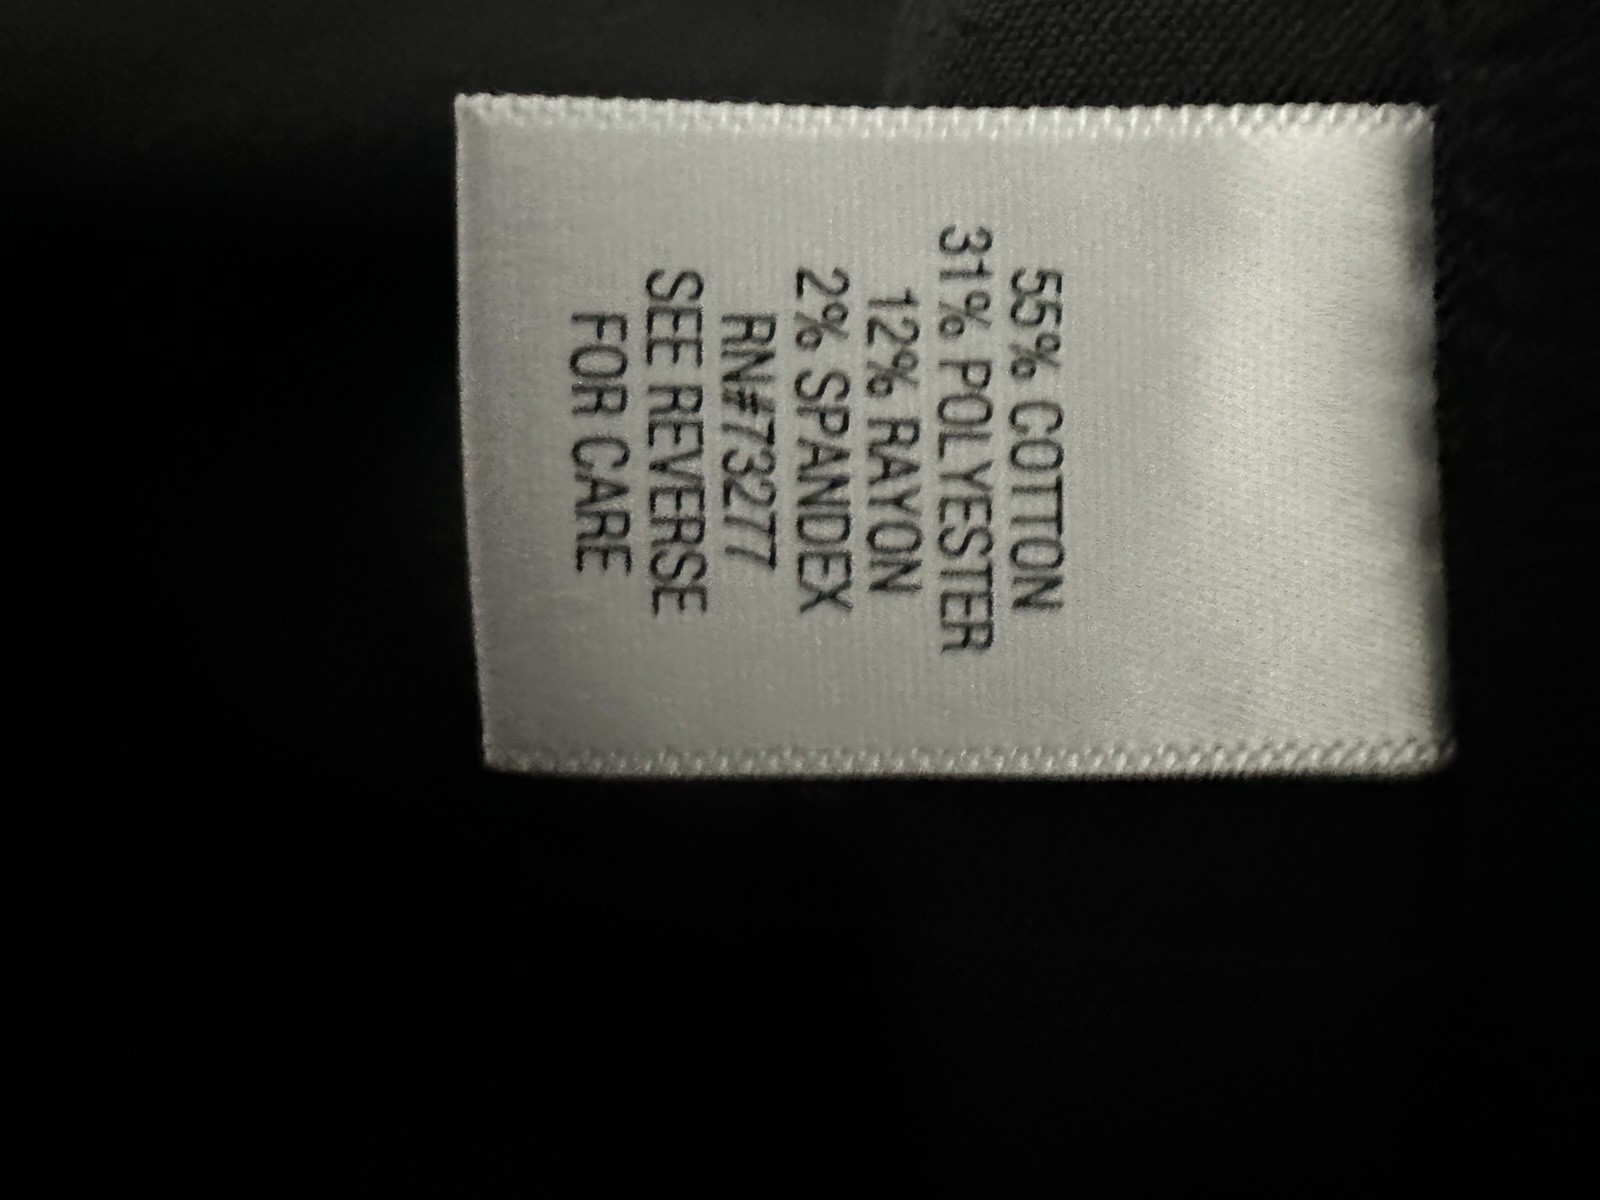 55% COTTON
31% POLYESTER
12% RAYON
2% SPANDEX
RN#73277
SEE REVERSE
FOR CARE